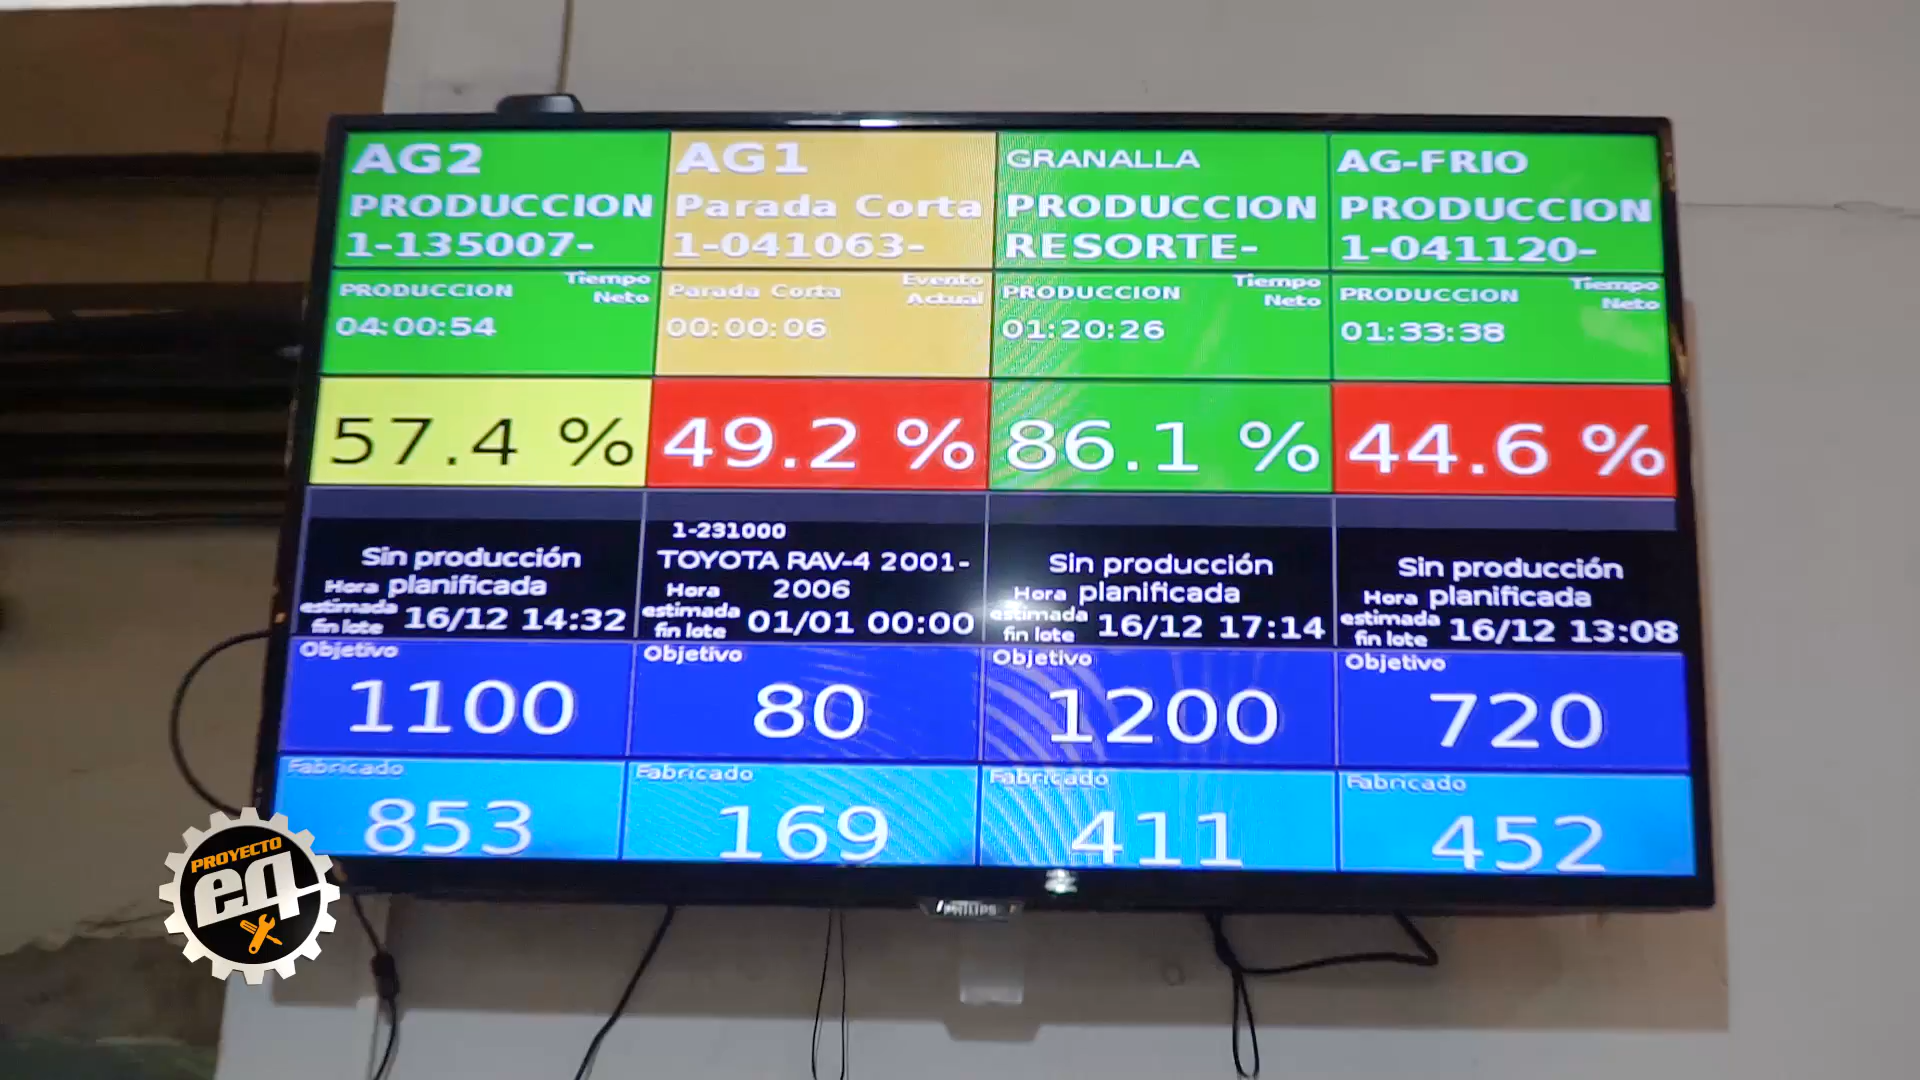 AG2
PRODUCCION
1-135007-
PRODUCCION
Tiempo
Neto
04:00:54
57.4 %
Sin producción
planificada
Hora
estimada
fin lote
16/12 14:32
Objetivo
1100
Fabricado
853
AG1
Parada Corta
1-041063-
Parada Corta
Evento
Actual
00:00:06
49.2 %
1-231000
TOYOTA RAV-4 2001-
2006
Hora
estimada
fin lote
01/01 00:00
Objetivo
80
Fabricado
169
GRANALLA
PRODUCCION
RESORTE-
PRODUCCION
Tiempo
Neto
01:20:26
86.1 %
Sin producción
planificada
Hora
estimada
fin lote
16/12 17:14
Objetivo
1200
Fabricado
411
AG-FRIO
PRODUCCION
1-041120-
PRODUCCION
Tiempo
Neto
01:33:38
44.6 %
Sin producción
planificada
Hora
estimada
fin lote
16/12 13:08
Objetivo
720
Fabricado
452
PHILIPS
PROYECTO
e4